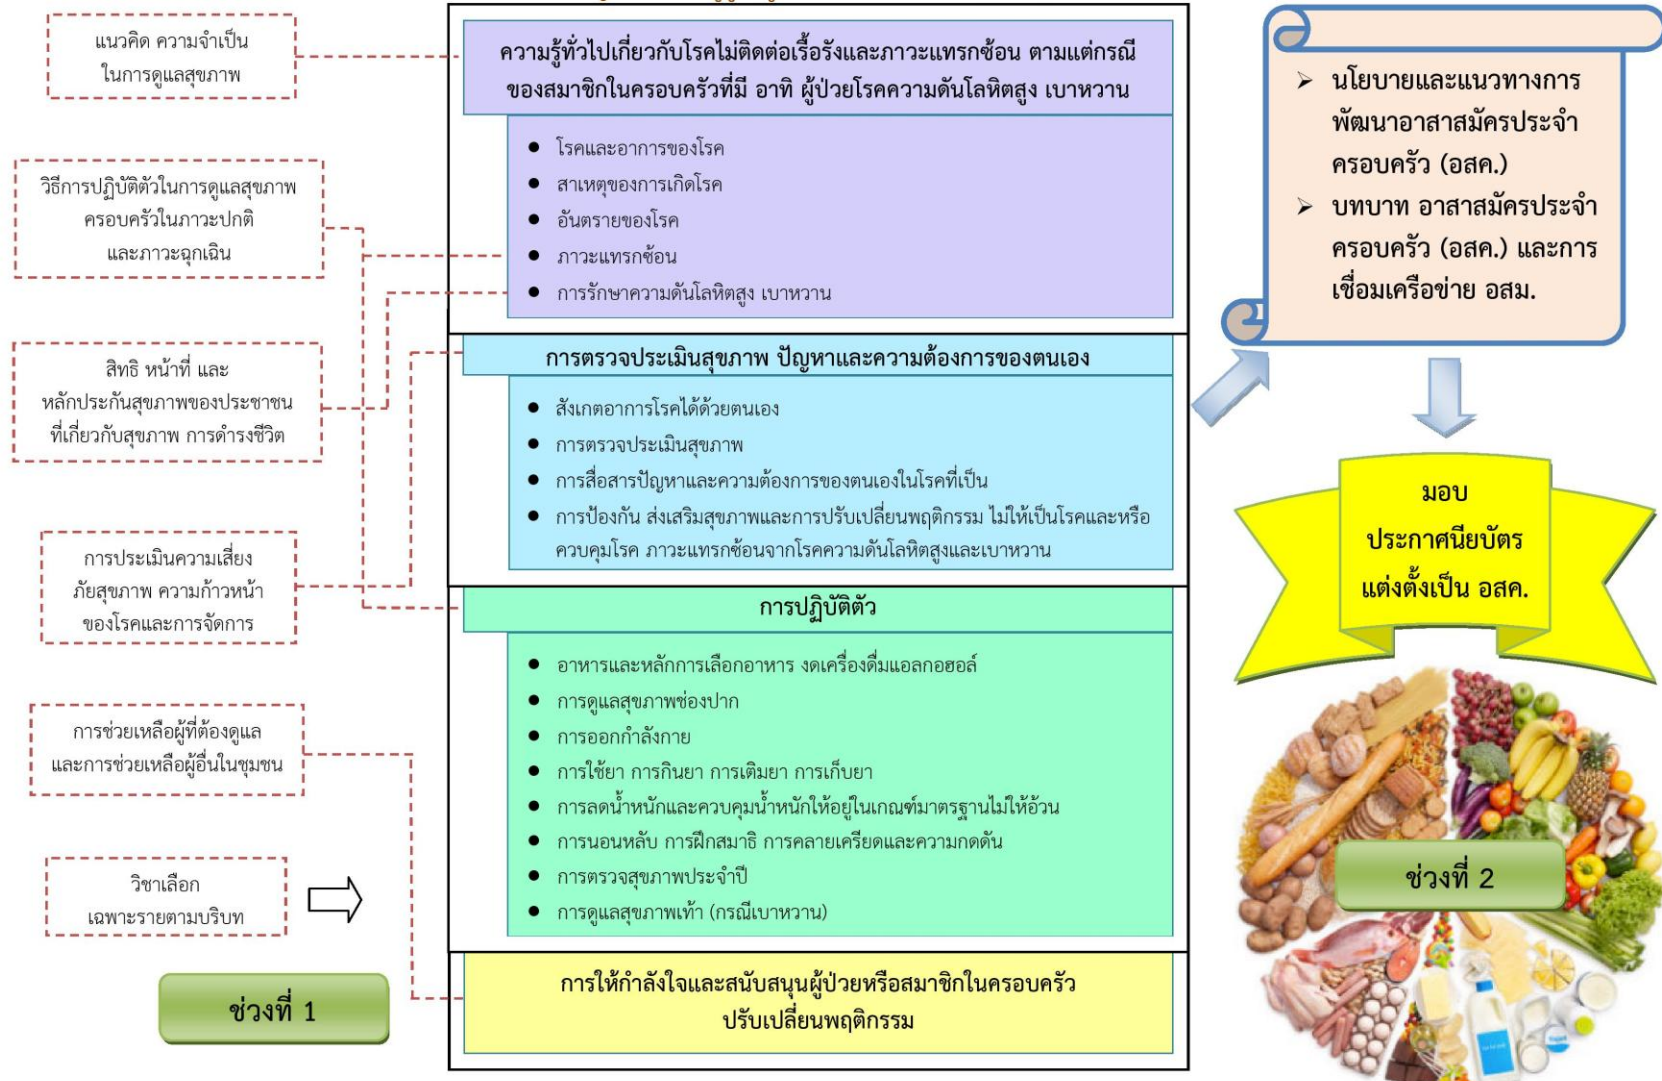 แนวคิด ความจำเป็น
ในการดูแลสุขภาพ
วิธีการปฏิบัติตัวในการดูแลสุขภาพ
ครอบครัวในภาวะปกติ
และภาวะฉุกเฉิน
สิทธิ หน้าที่ และ
หลักประกันสุขภาพของประชาชน
ที่เกี่ยวกับสุขภาพ การดำรงชีวิต
การประเมินความเสี่ยง
ภัยสุขภาพ ความก้าวหน้า
ของโรคและการจัดการ
การช่วยเหลือผู้ที่ต้องดูแล
และการช่วยเหลือผู้อื่นในชุมชน
วิชาเลือก
เฉพาะรายตามบริบท
ช่วงที่ 1
ความรู้ทั่วไปเกี่ยวกับโรคไม่ติดต่อเรื้อรังและภาวะแทรกซ้อน ตามแต่กรณี
ของสมาชิกในครอบครัวที่มี อาทิ ผู้ป่วยโรคความดันโลหิตสูง เบาหวาน
● โรคและอาการของโรค
● สาเหตุของการเกิดโรค
● อันตรายของโรค
● ภาวะแทรกซ้อน
● การรักษาความดันโลหิตสูง เบาหวาน
การตรวจประเมินสุขภาพ ปัญหาและความต้องการของตนเอง
● สังเกตอาการโรคได้ด้วยตนเอง
● การตรวจประเมินสุขภาพ
● การสื่อสารปัญหาและความต้องการของตนเองในโรคที่เป็น
● การป้องกัน ส่งเสริมสุขภาพและการปรับเปลี่ยนพฤติกรรม ไม่ให้เป็นโรคและหรือ
ควบคุมโรค ภาวะแทรกซ้อนจากโรคความดันโลหิตสูงและเบาหวาน
การปฏิบัติตัว
● อาหารและหลักการเลือกอาหาร งดเครื่องดื่มแอลกอฮอล์
● การดูแลสุขภาพช่องปาก
● การออกกำลังกาย
● การใช้ยา การกินยา การเติมยา การเก็บยา
● การลดน้ำหนักและควบคุมน้ำหนักให้อยู่ในเกณฑ์มาตรฐานไม่ให้อ้วน
● การนอนหลับ การฝึกสมาธิ การคลายเครียดและความกดดัน
● การตรวจสุขภาพประจำปี
● การดูแลสุขภาพเท้า (กรณีเบาหวาน)
การให้กำลังใจและสนับสนุนผู้ป่วยหรือสมาชิกในครอบครัว
ปรับเปลี่ยนพฤติกรรม
➢ นโยบายและแนวทางการ
พัฒนาอาสาสมัครประจำ
ครอบครัว (อสค.)
➢ บทบาท อาสาสมัครประจำ
ครอบครัว (อสค.) และการ
เชื่อมเครือข่าย อสม.
มอบ
ประกาศนียบัตร
แต่งตั้งเป็น อสค.
ช่วงที่ 2